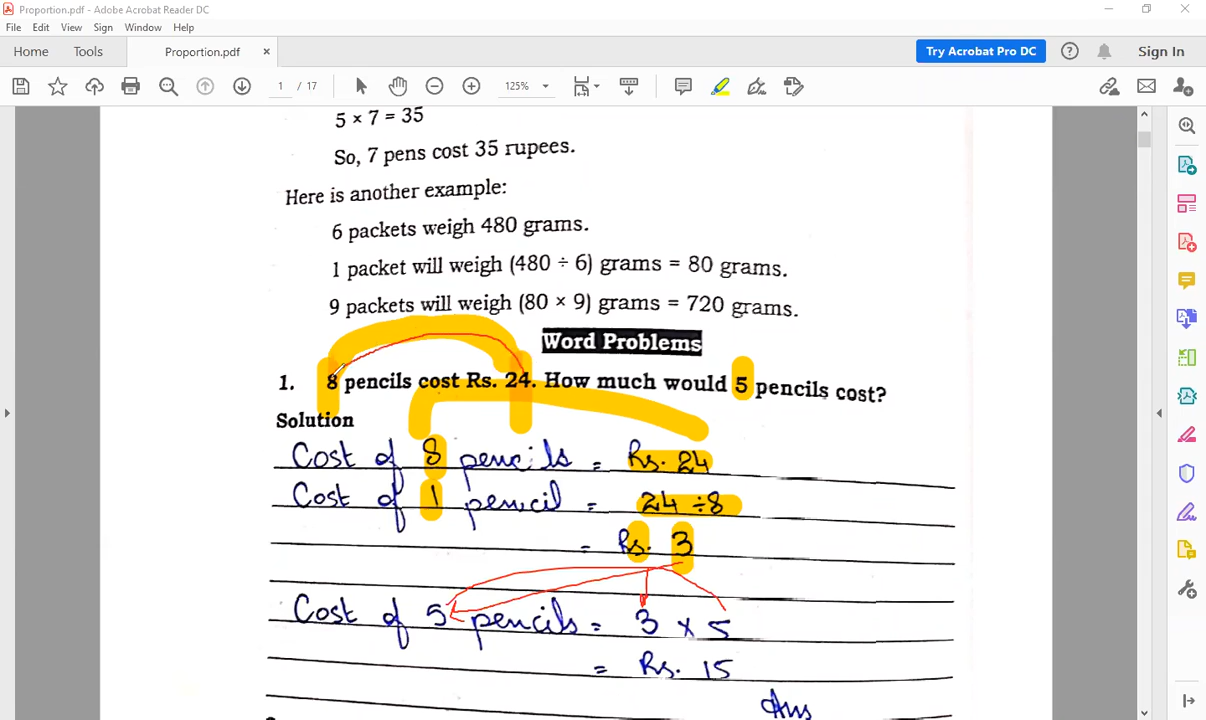 Proportion.pdf - Adobe Acrobat Reader DC
File Edit View Sign Window Help
Home Tools Proportion.pdf × Try Acrobat Pro DC Sign In
1 / 17 125%
5 × 7 = 35
So, 7 pens cost 35 rupees.
Here is another example:
6 packets weigh 480 grams.
1 packet will weigh (480 ÷ 6) grams = 80 grams.
9 packets will weigh (80 × 9) grams = 720 grams.
Word Problems
1. 8 pencils cost Rs. 24. How much would 5 pencils cost?
Solution
Cost of 8 pencils = Rs. 24
Cost of 1 pencil = 24 ÷ 8
= Rs. 3
Cost of 5 pencils = 3 × 5
= Rs. 15
Ans